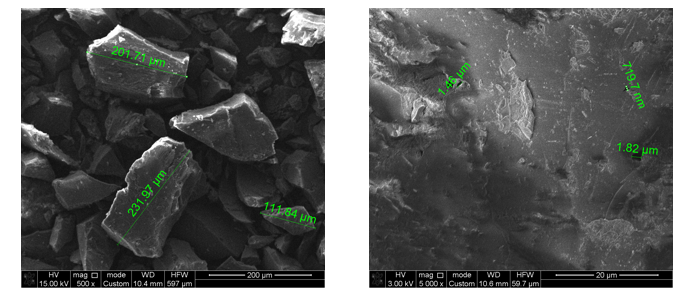 201.71 µm
231.97 µm
111.64 µm
HV mag mode WD HFW
15.00 kV 500 x Custom 10.4 mm 597 µm
200 µm
1.46 µm
719.7 nm
1.82 µm
HV mag mode WD HFW
3.00 kV 5 000 x Custom 10.6 mm 59.7 µm
20 µm